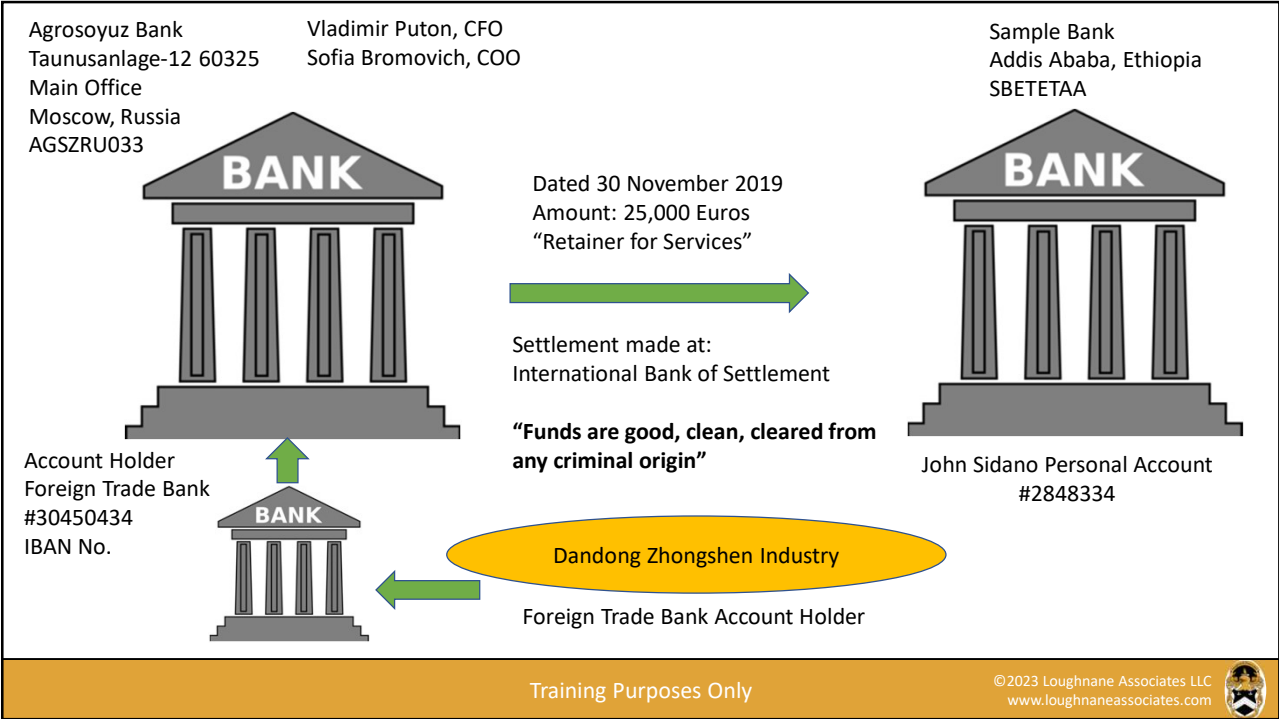 Agrosoyuz Bank
Taunusanlage-12 60325
Main Office
Moscow, Russia
AGSZRU033
Vladimir Puton, CFO
Sofia Bromovich, COO
Sample Bank
Addis Ababa, Ethiopia
SBETETAA
BANK
BANK
Dated 30 November 2019
Amount: 25,000 Euros
“Retainer for Services”
Settlement made at:
International Bank of Settlement
“Funds are good, clean, cleared from
any criminal origin”
Account Holder
Foreign Trade Bank
#30450434
IBAN No.
BANK
John Sidano Personal Account
#2848334
Dandong Zhongshen Industry
Foreign Trade Bank Account Holder
Training Purposes Only
©2023 Loughnane Associates LLC
www.loughnaneassociates.com